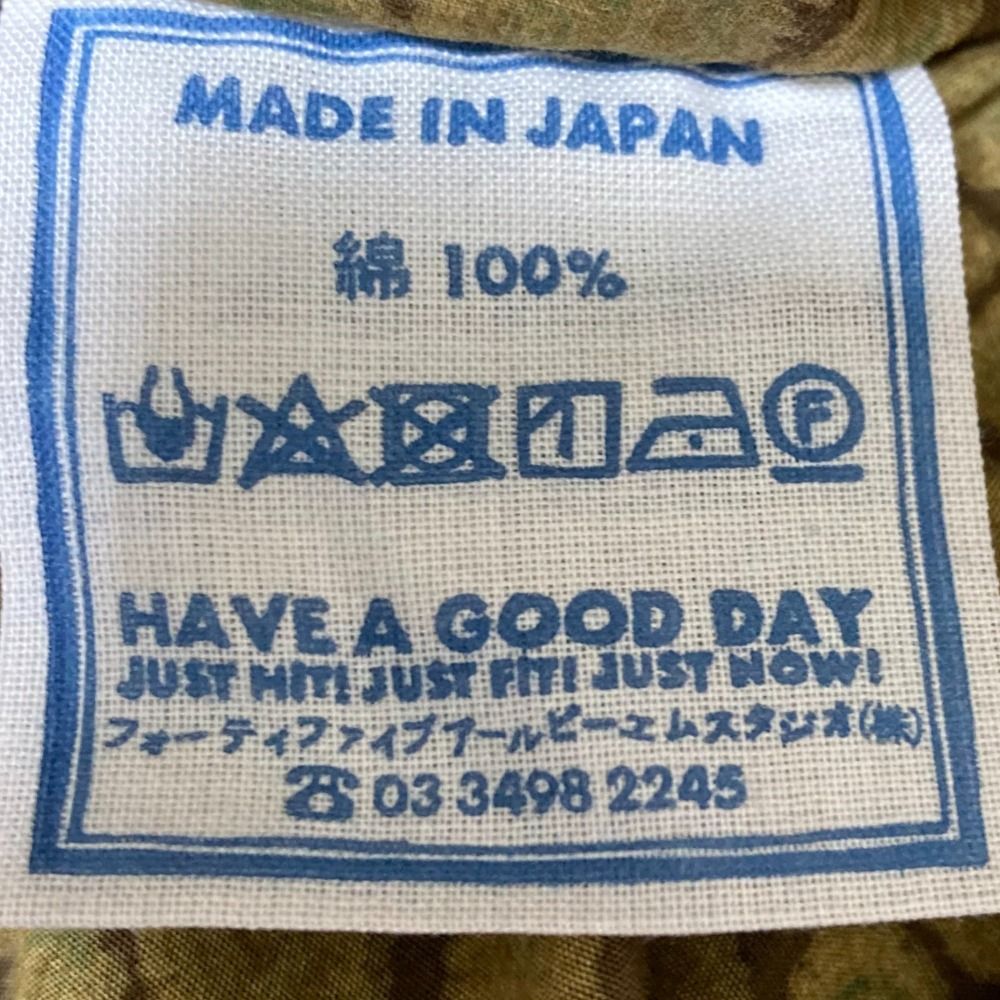 MADE IN JAPAN
綿 100%
F
HAVE A GOOD DAY
JUST HIT! JUST FIT! JUST NOW!
フォーティファイブアールピーエムスタジオ(株)
☎ 03 3498 2245